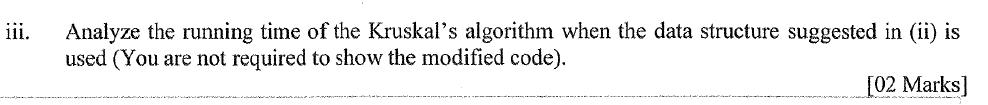 iii. Analyze the running time of the Kruskal's algorithm when the data structure suggested in (ii) is
used (You are not required to show the modified code).
[02 Marks]